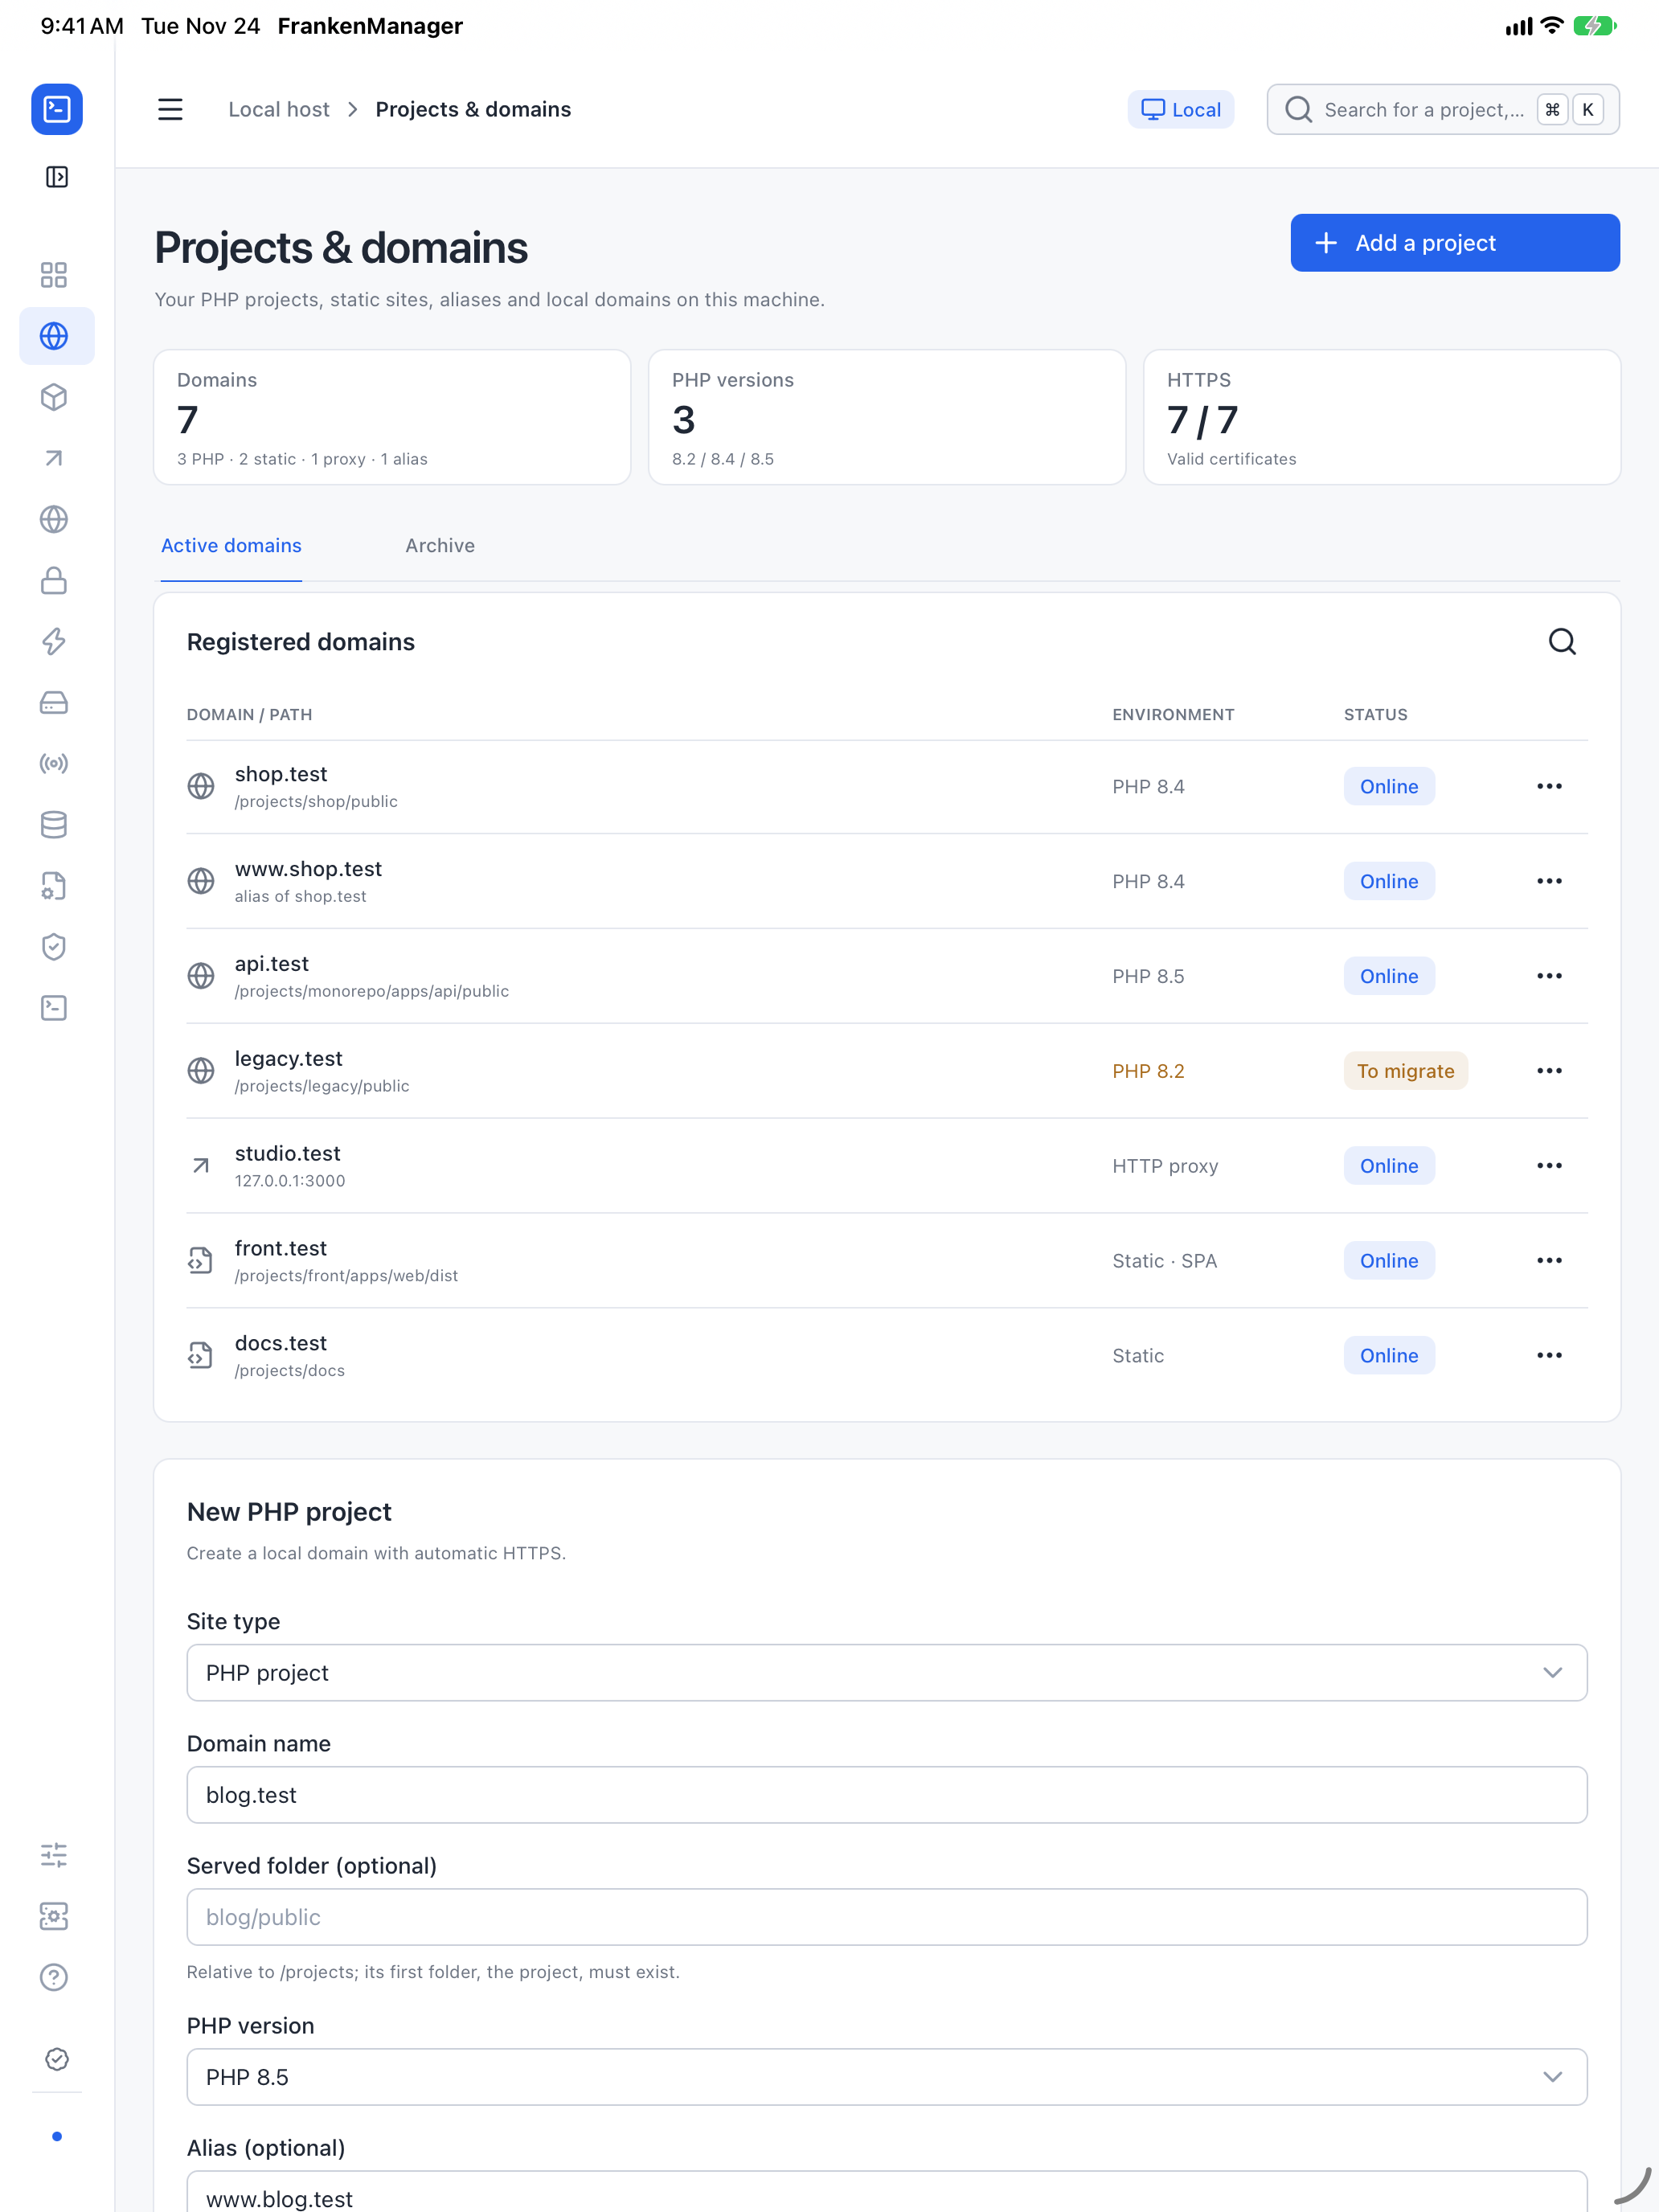 9:41 AM Tue Nov 24 FrankenManager
Local host Projects & domains
Local
Search for a project,... ⌘ K
Projects & domains
Add a project
Your PHP projects, static sites, aliases and local domains on this machine.
Domains
7
3 PHP · 2 static · 1 proxy · 1 alias
PHP versions
3
8.2 / 8.4 / 8.5
HTTPS
7 / 7
Valid certificates
Active domains
Archive
Registered domains
DOMAIN / PATH ENVIRONMENT STATUS
shop.test
/projects/shop/public
PHP 8.4
Online
www.shop.test
alias of shop.test
PHP 8.4
Online
api.test
/projects/monorepo/apps/api/public
PHP 8.5
Online
legacy.test
/projects/legacy/public
PHP 8.2
To migrate
studio.test
127.0.0.1:3000
HTTP proxy
Online
front.test
/projects/front/apps/web/dist
Static · SPA
Online
docs.test
/projects/docs
Static
Online
New PHP project
Create a local domain with automatic HTTPS.
Site type
PHP project
Domain name
blog.test
Served folder (optional)
blog/public
Relative to /projects; its first folder, the project, must exist.
PHP version
PHP 8.5
Alias (optional)
www.blog.test